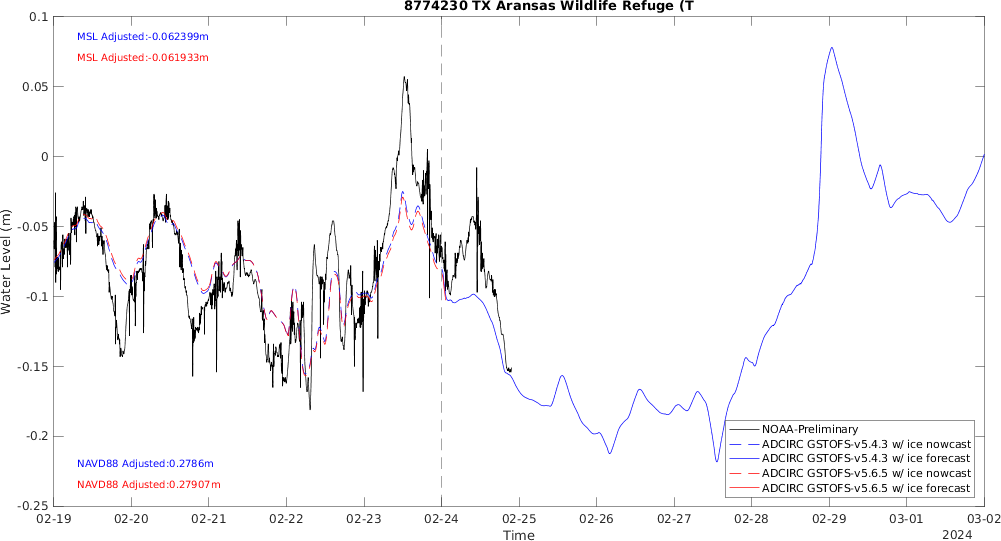 8774230 TX Aransas Wildlife Refuge (T
MSL Adjusted:-0.062399m
MSL Adjusted:-0.061933m
0.1
0.05
0
-0.05
-0.1
-0.15
-0.2
-0.25
Water Level (m)
NAVD88 Adjusted:0.2786m
NAVD88 Adjusted:0.27907m
NOAA-Preliminary
ADCIRC GSTOFS-v5.4.3 w/ ice nowcast
ADCIRC GSTOFS-v5.4.3 w/ ice forecast
ADCIRC GSTOFS-v5.6.5 w/ ice nowcast
ADCIRC GSTOFS-v5.6.5 w/ ice forecast
02-19 02-20 02-21 02-22 02-23 02-24 02-25 02-26 02-27 02-28 02-29 03-01 03-02
Time
2024